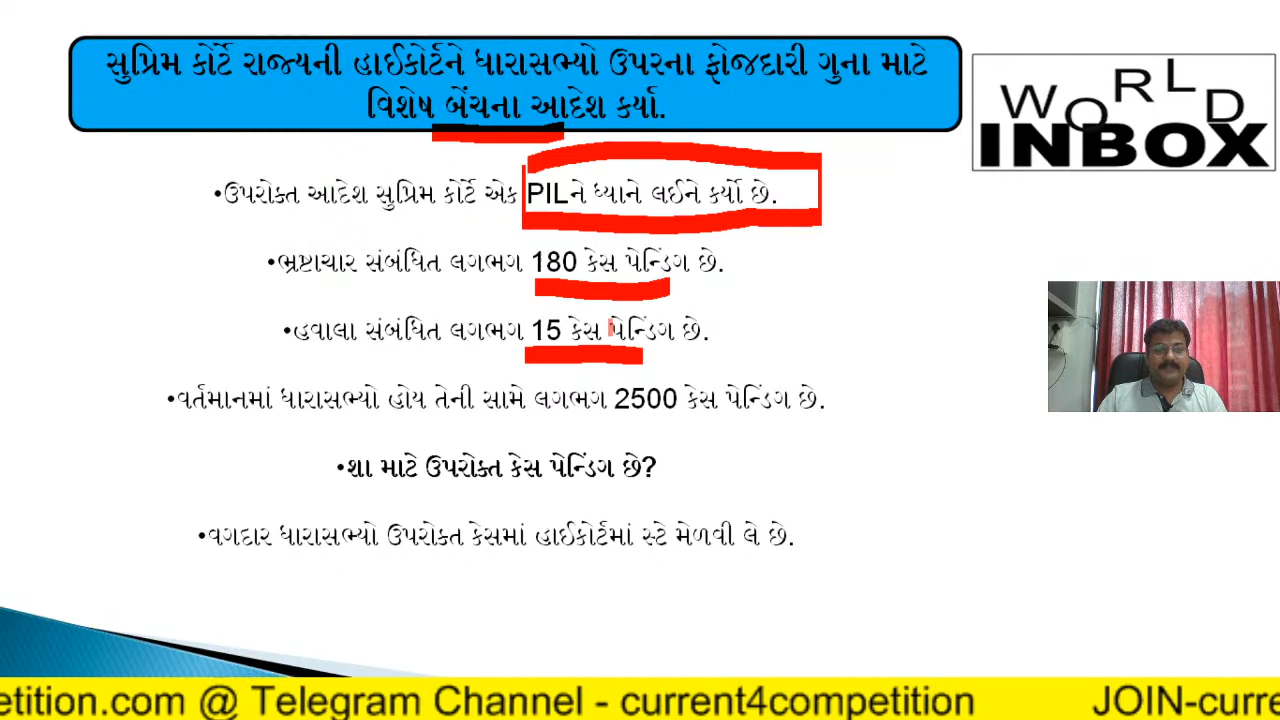 સુપ્રિમ કોર્ટે રાજ્યની હાઈકોર્ટને ધારાસભ્યો ઉપરના ફોજદારી ગુના માટે
વિશેષ બેંચના આદેશ કર્યા.
WORLD
INBOX
•ઉપરોક્ત આદેશ સુપ્રિમ કોર્ટે એક PILને ધ્યાને લઈને કર્યો છે.
•ભ્રષ્ટાચાર સંબંધિત લગભગ 180 કેસ પેન્ડિંગ છે.
•હવાલા સંબંધિત લગભગ 15 કેસ પેન્ડિંગ છે.
•વર્તમાનમાં ધારાસભ્યો હોય તેની સામે લગભગ 2500 કેસ પેન્ડિંગ છે.
•શા માટે ઉપરોક્ત કેસ પેન્ડિંગ છે?
•વગદાર ધારાસભ્યો ઉપરોક્ત કેસમાં હાઈકોર્ટમાં સ્ટે મેળવી લે છે.
etition.com @ Telegram Channel - current4competition JOIN-curre